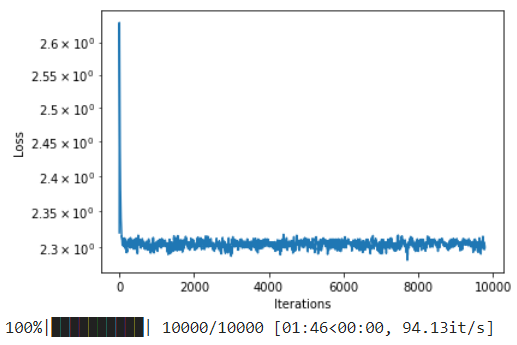 2.6 × 10⁰
2.55 × 10⁰
2.5 × 10⁰
2.45 × 10⁰
2.4 × 10⁰
2.35 × 10⁰
2.3 × 10⁰
Loss
0 2000 4000 6000 8000 10000
Iterations
100%|██████████| 10000/10000 [01:46<00:00, 94.13it/s]